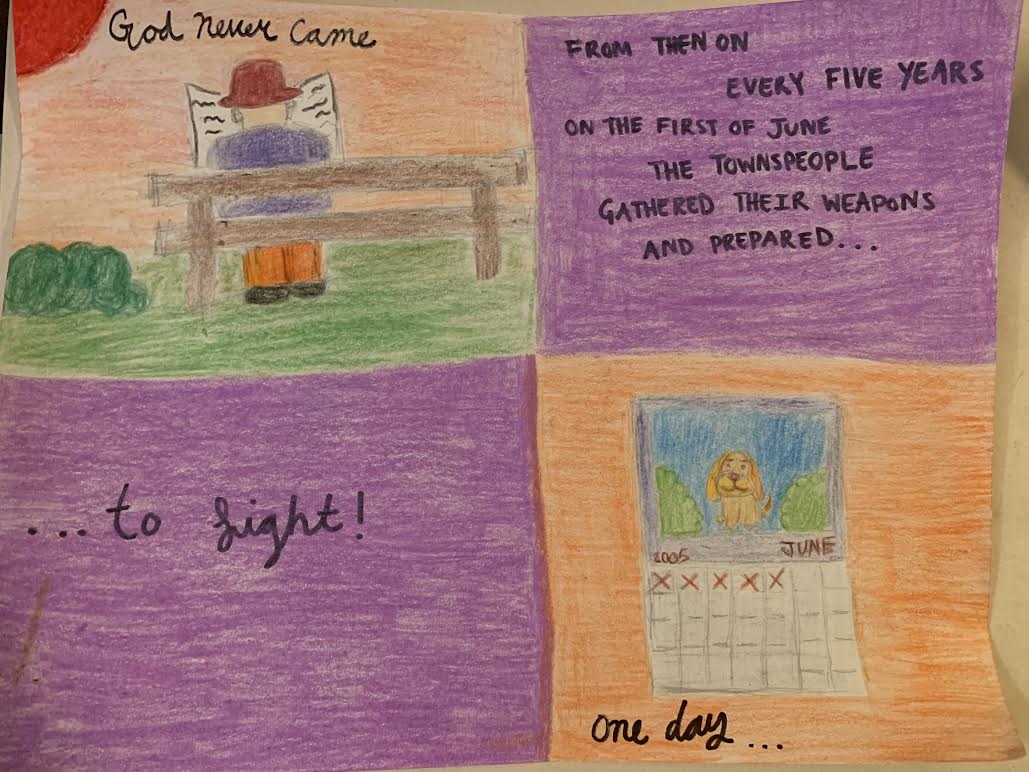 God never came
FROM THEN ON
EVERY FIVE YEARS
ON THE FIRST OF JUNE
THE TOWNSPEOPLE
GATHERED THEIR WEAPONS
AND PREPARED...
...to fight!
2005 JUNE
X X X X X
one day...